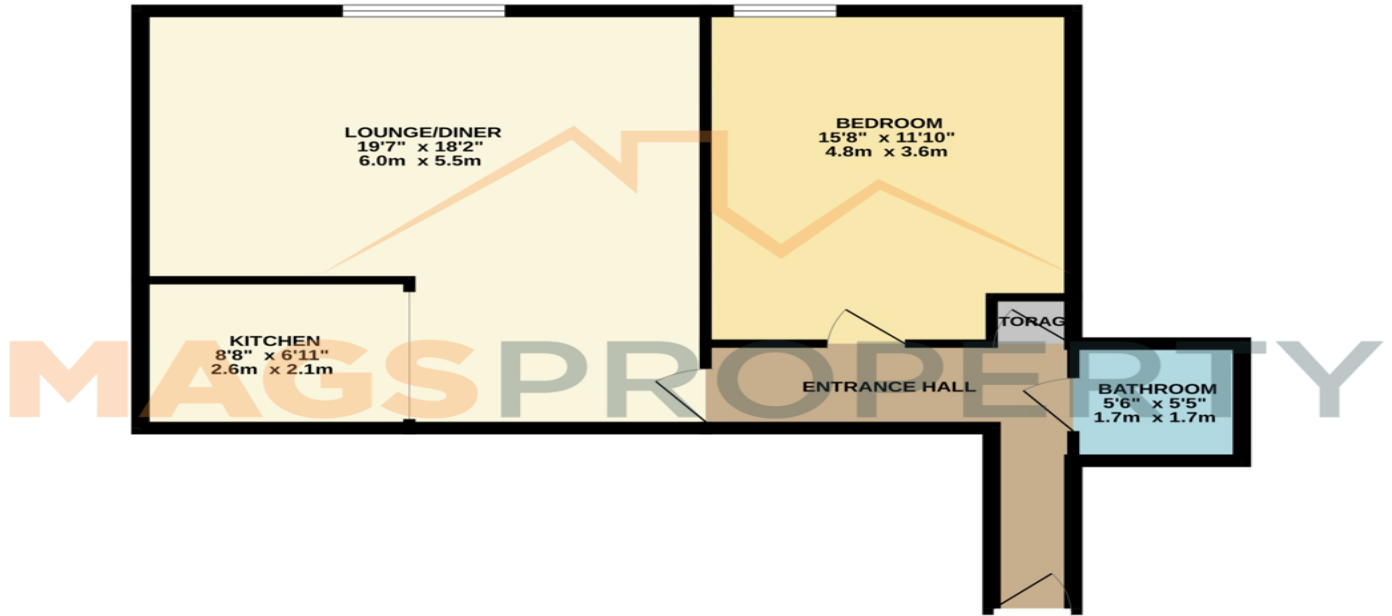 LOUNGE/DINER
19'7" x 18'2"
6.0m x 5.5m
BEDROOM
15'8" x 11'10"
4.8m x 3.6m
TORAG
KITCHEN
8'8" x 6'11"
2.6m x 2.1m
MAGSPROPERTY
ENTRANCE HALL
BATHROOM
5'6" x 5'5"
1.7m x 1.7m